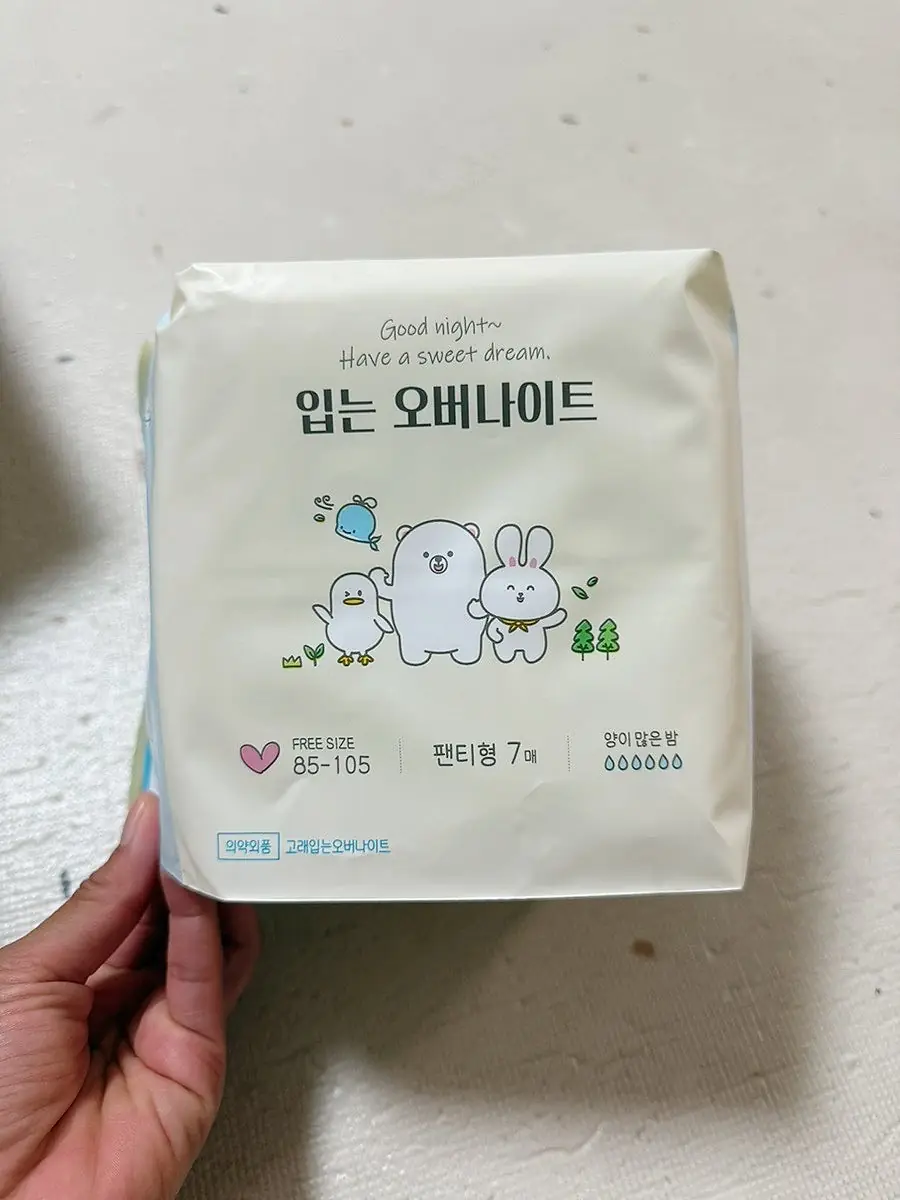 Good night~
Have a sweet dream.
입는 오버나이트
FREE SIZE
85-105
팬티형 7매
양이 많은 밤
의약외품 고래입는오버나이트